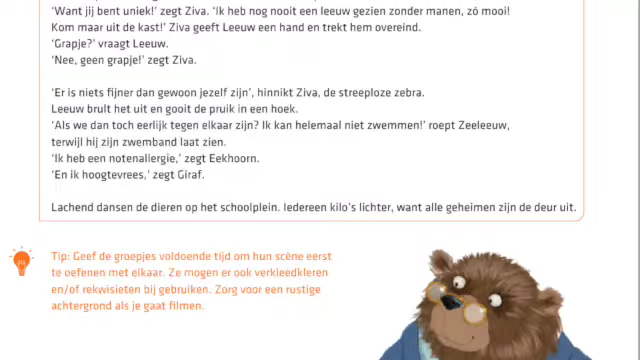 ‘Want jij bent uniek!’ zegt Ziva. ‘Ik heb nog nooit een leeuw gezien zonder manen, zó mooi!
Kom maar uit de kast!’ Ziva geeft Leeuw een hand en trekt hem overeind.
‘Grapje?’ vraagt Leeuw.
‘Nee, geen grapje!’ zegt Ziva.
‘Er is niets fijner dan gewoon jezelf zijn’, hinnikt Ziva, de streeploze zebra.
Leeuw brult het uit en gooit de pruik in een hoek.
‘Als we dan toch eerlijk tegen elkaar zijn? Ik kan helemaal niet zwemmen!’ roept Zeeleeuw,
terwijl hij zijn zwemband laat zien.
‘Ik heb een notenallergie,’ zegt Eekhoorn.
‘En ik hoogtevrees,’ zegt Giraf.
Lachend dansen de dieren op het schoolplein. Iedereen kilo’s lichter, want alle geheimen zijn de deur uit.
Tip: Geef de groepjes voldoende tijd om hun scène eerst
te oefenen met elkaar. Ze mogen er ook verkleedkleren
en/of rekwisieten bij gebruiken. Zorg voor een rustige
achtergrond als je gaat filmen.